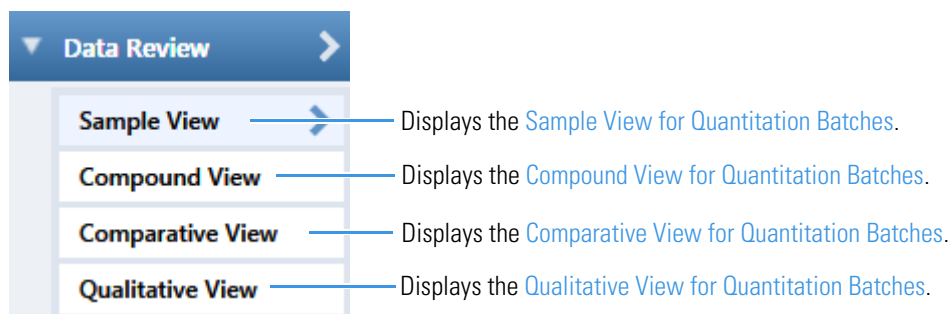 Data Review
Sample View Displays the Sample View for Quantitation Batches.
Compound View Displays the Compound View for Quantitation Batches.
Comparative View Displays the Comparative View for Quantitation Batches.
Qualitative View Displays the Qualitative View for Quantitation Batches.